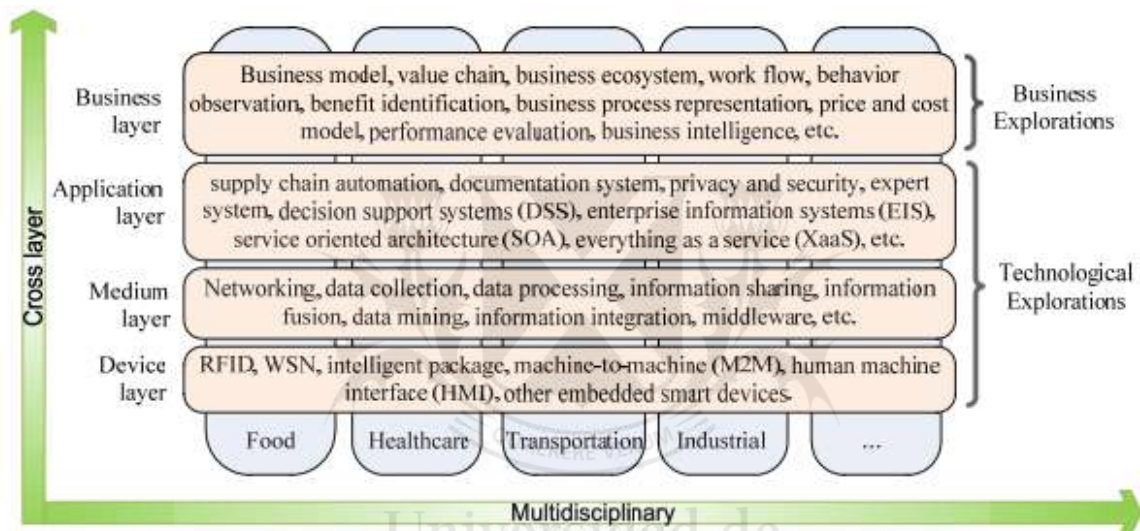 Business model, value chain, business ecosystem, work flow, behavior
observation, benefit identification, business process representation, price and cost
model, performance evaluation, business intelligence, etc.
Business
layer
Business
Explorations
supply chain automation, documentation system, privacy and security, expert
system, decision support systems (DSS), enterprise information systems (EIS),
service oriented architecture (SOA), everything as a service (XaaS), etc.
Application
layer
Networking, data collection, data processing, information sharing, information
fusion, data mining, information integration, middleware, etc.
Medium
layer
Technological
Explorations
RFID, WSN, intelligent package, machine-to-machine (M2M), human machine
interface (HMI), other embedded smart devices.
Device
layer
Cross layer
Food
Healthcare
Transportation
Industrial
...
Multidisciplinary
Universidad de